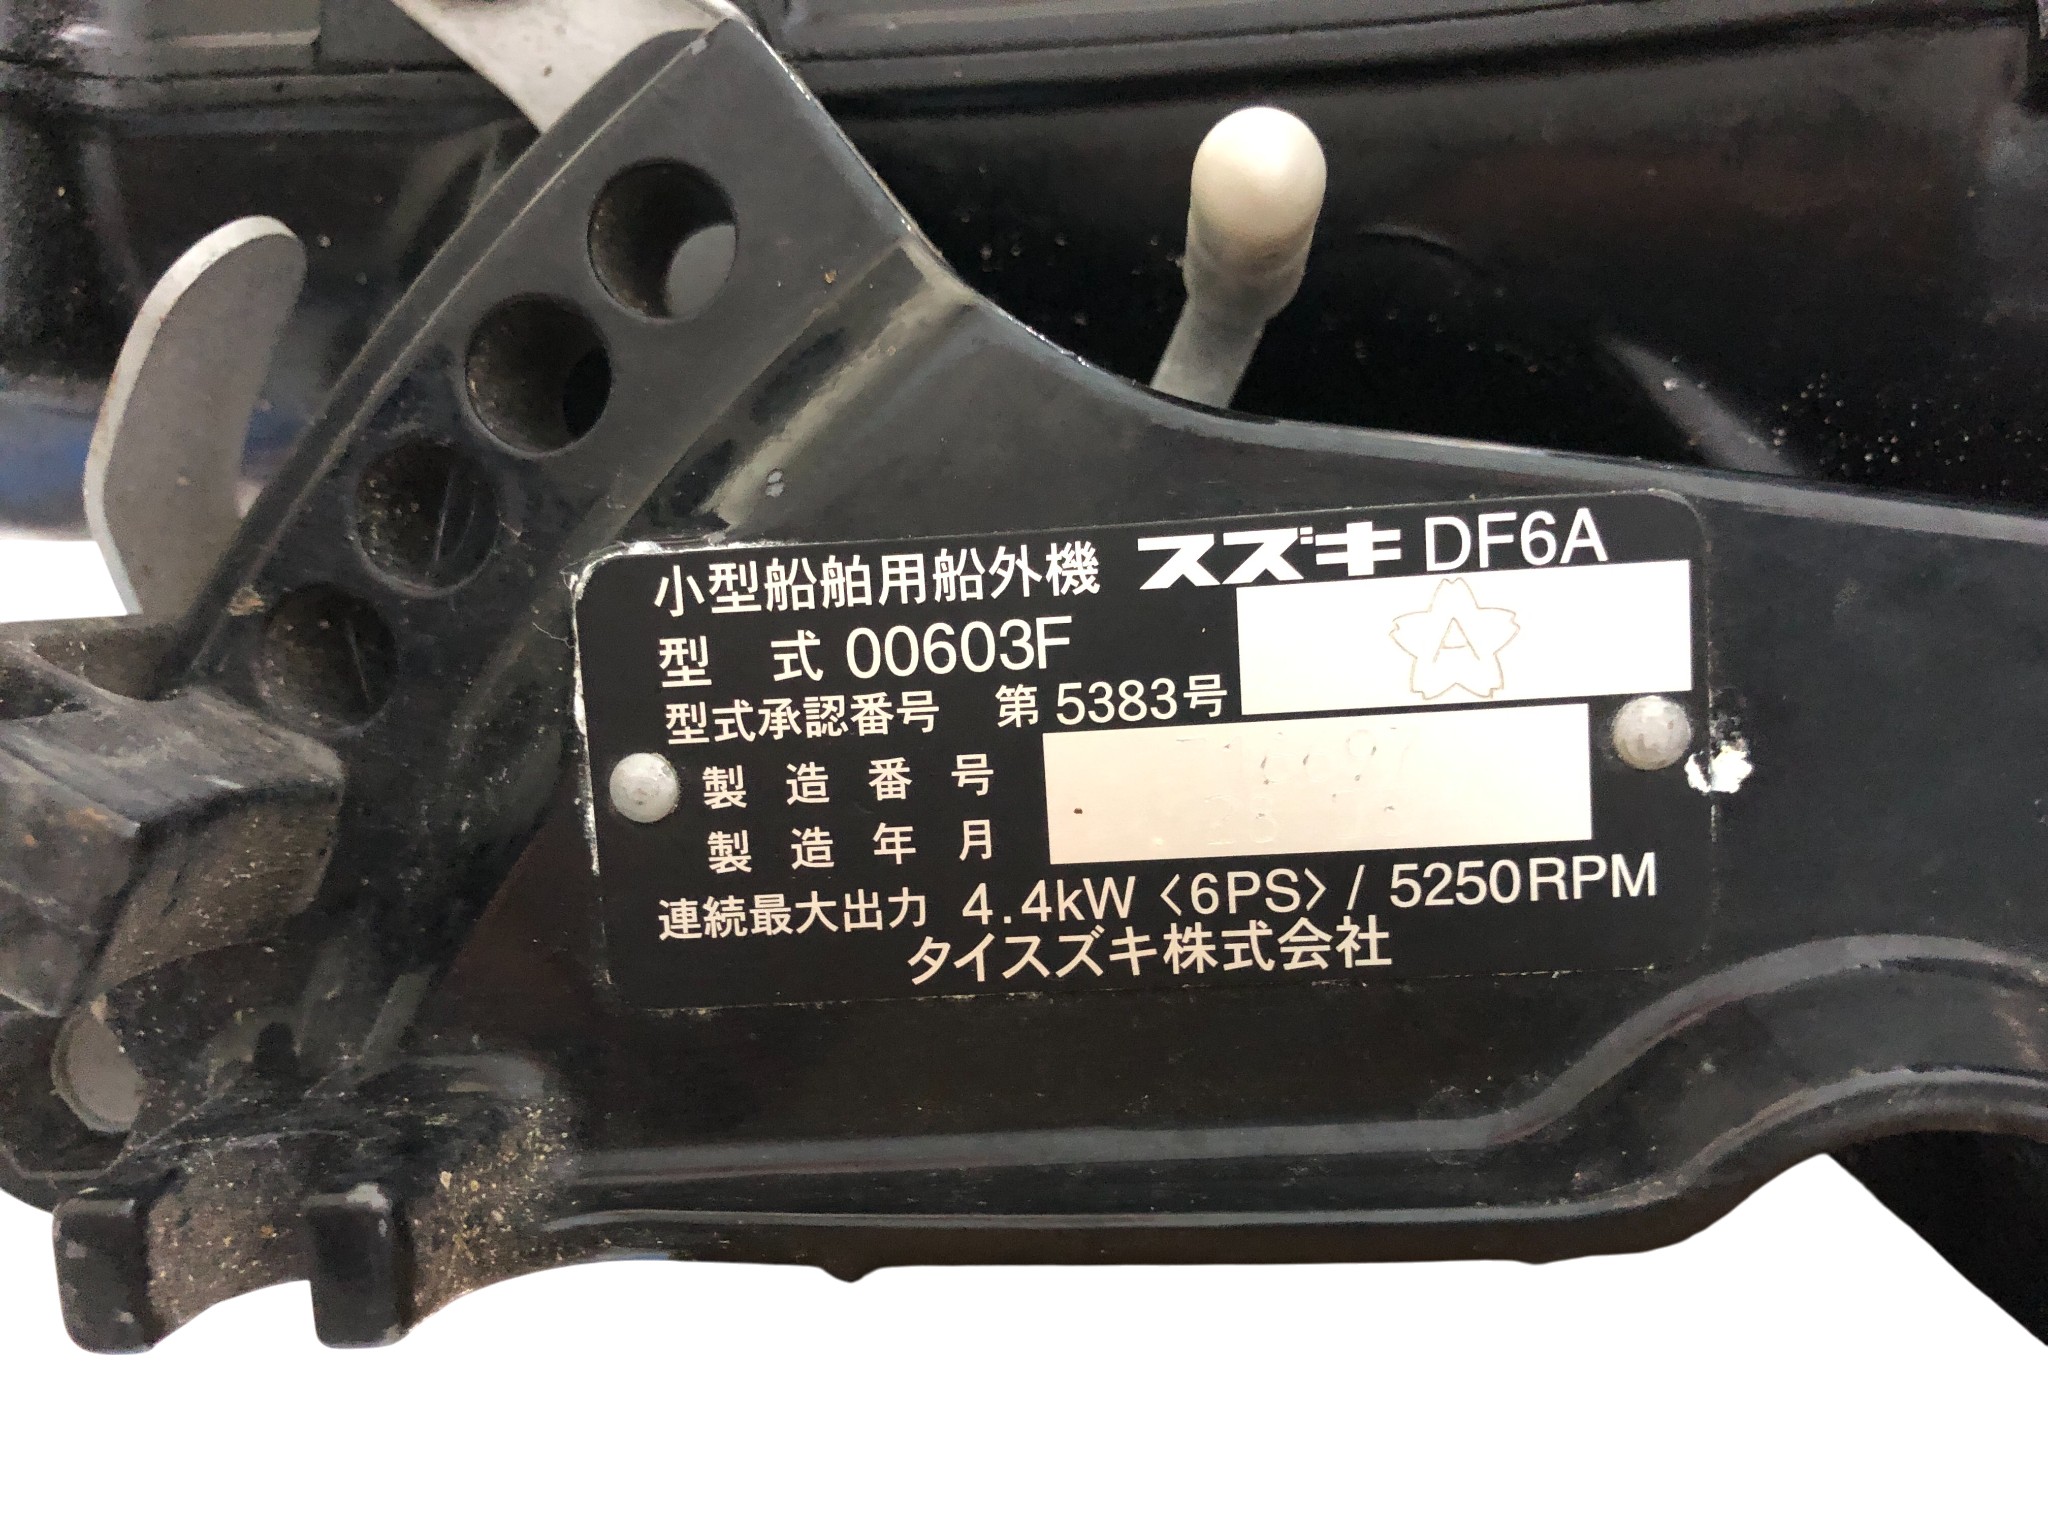 小型船舶用船外機 スズキ DF6A
型 式 00603F
A
型式承認番号 第5383号
製造番号
製造年月
連続最大出力 4.4kW〈6PS〉/ 5250RPM
タイスズキ株式会社